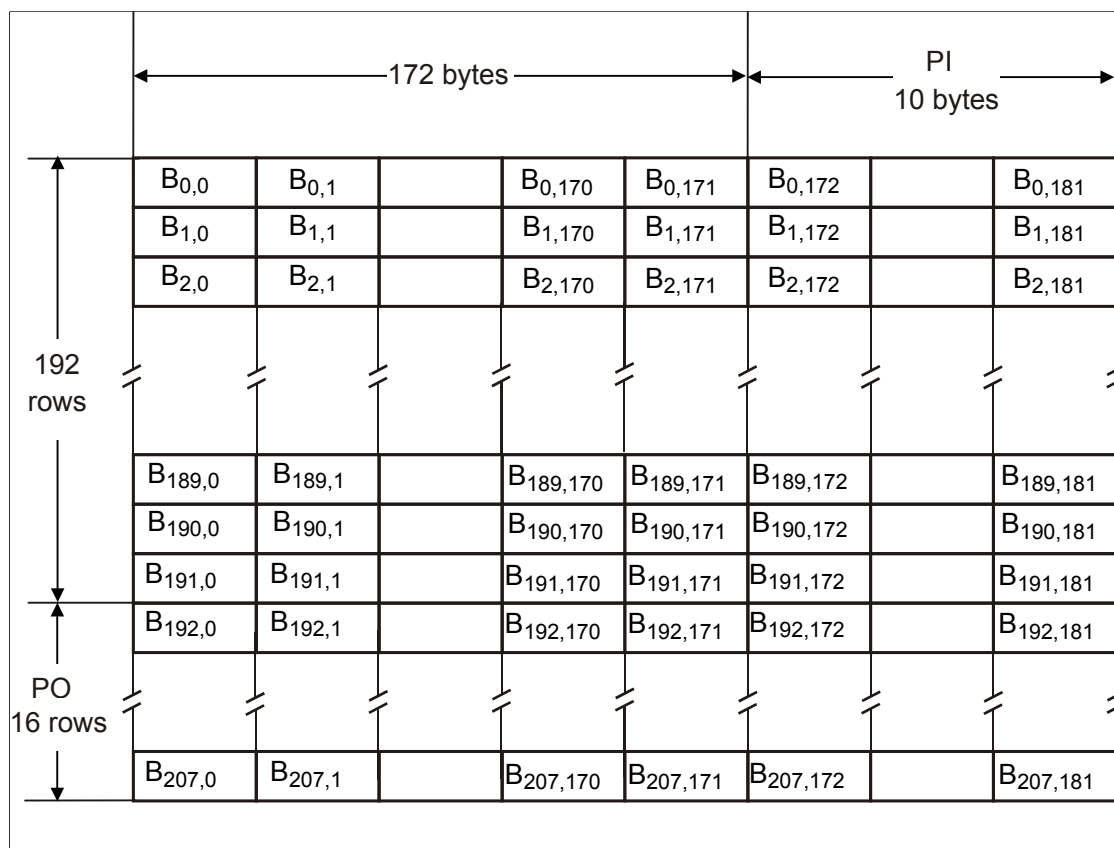 172 bytes
PI
10 bytes
B0,0 B0,1 B0,170 B0,171 B0,172 B0,181
B1,0 B1,1 B1,170 B1,171 B1,172 B1,181
B2,0 B2,1 B2,170 B2,171 B2,172 B2,181
192
rows
B189,0 B189,1 B189,170 B189,171 B189,172 B189,181
B190,0 B190,1 B190,170 B190,171 B190,172 B190,181
B191,0 B191,1 B191,170 B191,171 B191,172 B191,181
B192,0 B192,1 B192,170 B192,171 B192,172 B192,181
PO
16 rows
B207,0 B207,1 B207,170 B207,171 B207,172 B207,181